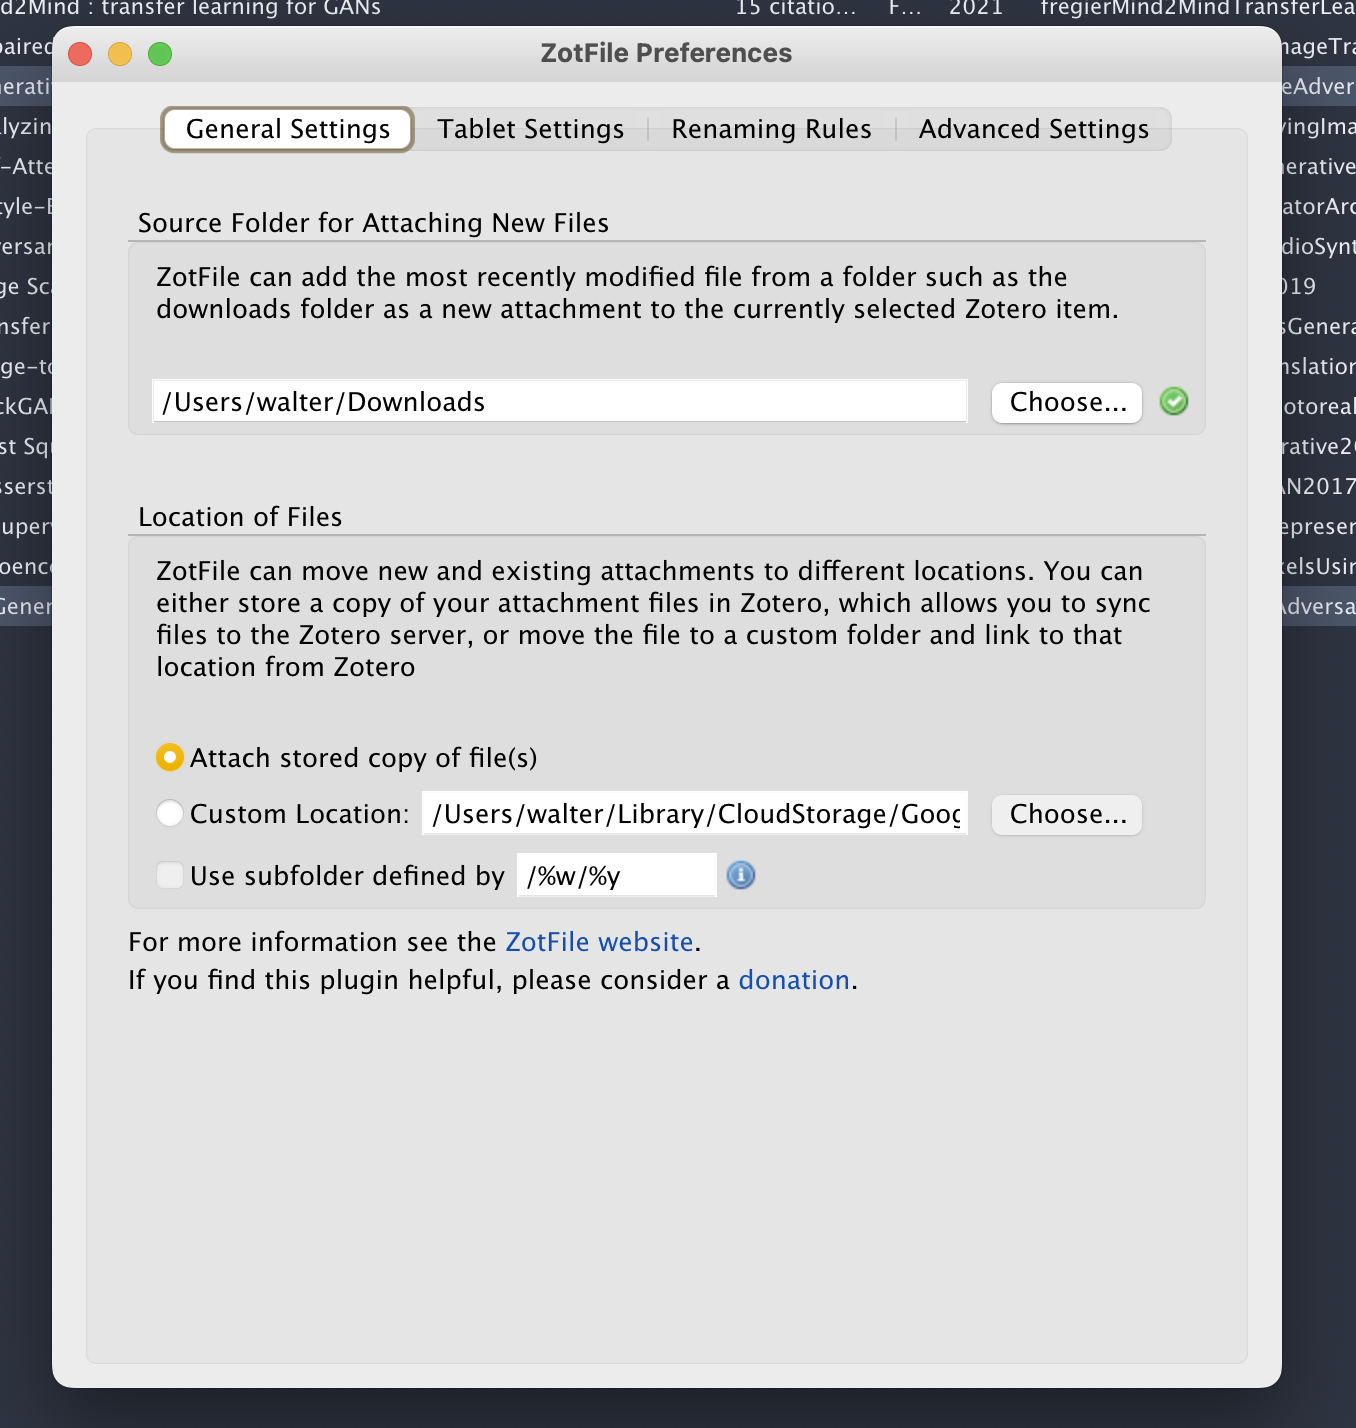 : transfer learning for GANs 15 citatio... F... 2021
ZotFile Preferences
General Settings Tablet Settings Renaming Rules Advanced Settings
Source Folder for Attaching New Files
ZotFile can add the most recently modified file from a folder such as the
downloads folder as a new attachment to the currently selected Zotero item.
/Users/walter/Downloads Choose...
Location of Files
ZotFile can move new and existing attachments to different locations. You can
either store a copy of your attachment files in Zotero, which allows you to sync
files to the Zotero server, or move the file to a custom folder and link to that
location from Zotero
Attach stored copy of file(s)
Custom Location: /Users/walter/Library/CloudStorage/Goog Choose...
Use subfolder defined by /%w/%y
For more information see the ZotFile website.
If you find this plugin helpful, please consider a donation.